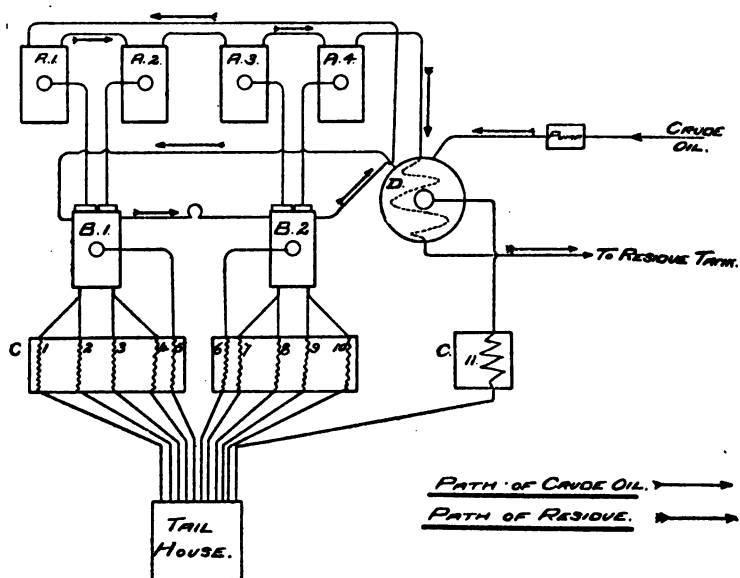 R.1.
R.2.
R.3.
R.4.
PUMP
CRUDE
OIL.
D.
B.1.
B.2
TO RESIDUE TANK.
C
1
2
3
4
5
6
7
8
9
10
C.
11.
PATH OF CRUDE OIL.
PATH OF RESIDUE.
TAIL
HOUSE.